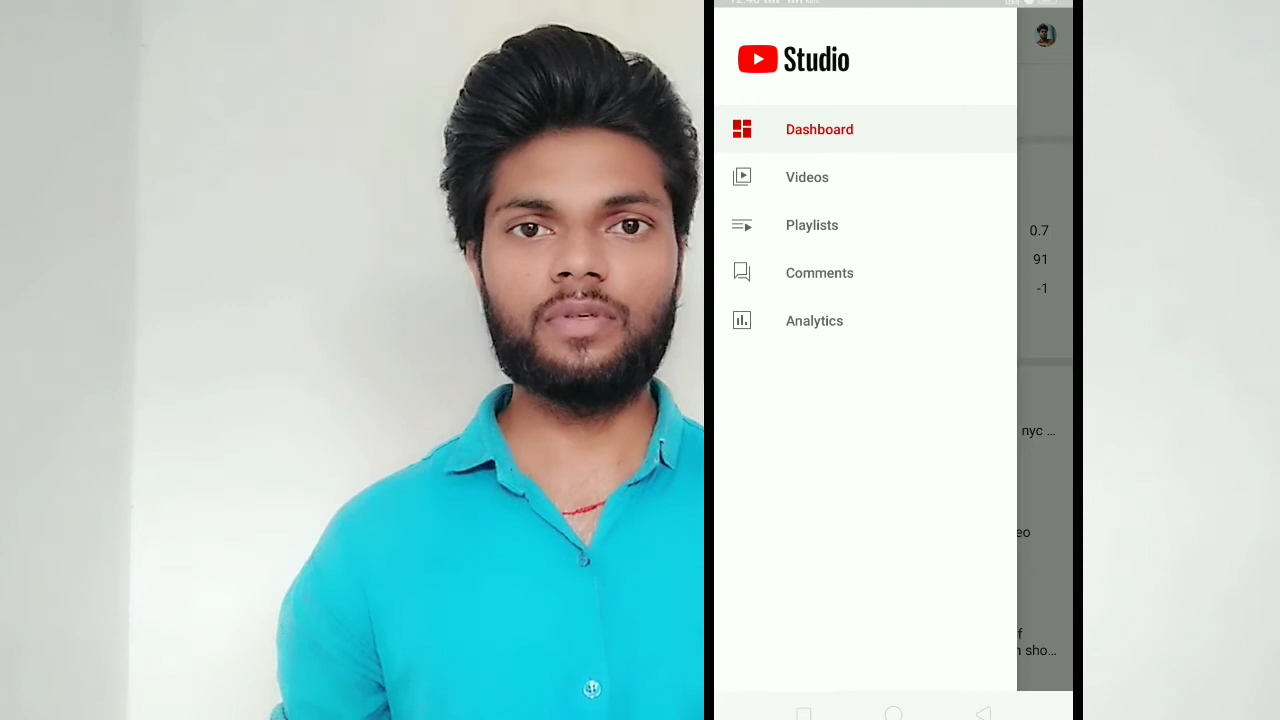 Studio
Dashboard
Videos
Playlists
Comments
Analytics
0.7
91
-1
nyc ...
eo
f
sho...